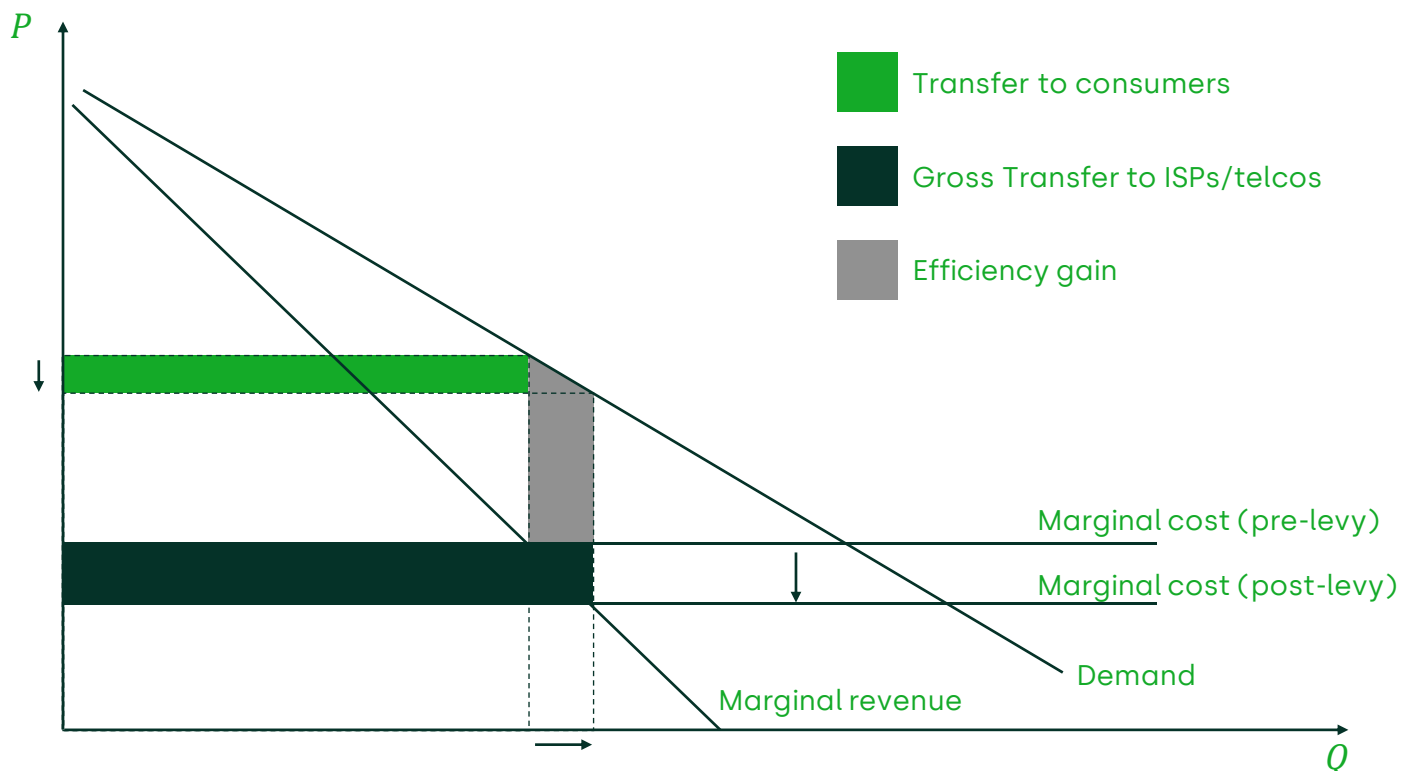 P
Transfer to consumers
Gross Transfer to ISPs/telcos
Efficiency gain
Marginal cost (pre-levy)
Marginal cost (post-levy)
Demand
Marginal revenue
Q